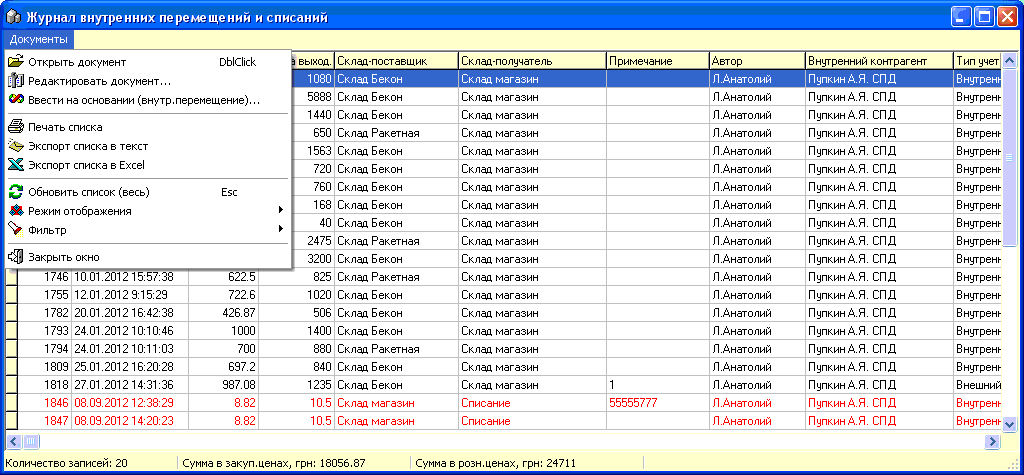 Журнал внутренних перемещений и списаний
Документы
Открыть документ DblClick
Редактировать документ...
Ввести на основании (внутр.перемещение)...
Печать списка
Экспорт списка в текст
Экспорт списка в Excel
Обновить список (весь) Esc
Режим отображения
Фильтр
Закрыть окно
а выход. Склад-поставщик Склад-получатель Примечание Автор Внутренний контрагент Тип учет
1080 Склад Бекон Склад магазин Л.Анатолий Пупкин А.Я. СПД Внутренн
5888 Склад Бекон Склад магазин Л.Анатолий Пупкин А.Я. СПД Внутренн
1440 Склад Бекон Склад магазин Л.Анатолий Пупкин А.Я. СПД Внутренн
650 Склад Ракетная Склад магазин Л.Анатолий Пупкин А.Я. СПД Внутренн
1563 Склад Бекон Склад магазин Л.Анатолий Пупкин А.Я. СПД Внутренн
720 Склад Бекон Склад магазин Л.Анатолий Пупкин А.Я. СПД Внутренн
760 Склад Бекон Склад магазин Л.Анатолий Пупкин А.Я. СПД Внутренн
168 Склад Бекон Склад магазин Л.Анатолий Пупкин А.Я. СПД Внутренн
40 Склад Бекон Склад магазин Л.Анатолий Пупкин А.Я. СПД Внутренн
2475 Склад Ракетная Склад магазин Л.Анатолий Пупкин А.Я. СПД Внутренн
3200 Склад Бекон Склад магазин Л.Анатолий Пупкин А.Я. СПД Внутренн
1746 10.01.2012 15:57:38 622.5 825 Склад Ракетная Склад магазин Л.Анатолий Пупкин А.Я. СПД Внутренн
1755 12.01.2012 9:15:29 722.6 1020 Склад Бекон Склад магазин Л.Анатолий Пупкин А.Я. СПД Внутренн
1782 20.01.2012 16:42:38 426.87 506 Склад Бекон Склад магазин Л.Анатолий Пупкин А.Я. СПД Внутренн
1793 24.01.2012 10:10:46 1000 1400 Склад Бекон Склад магазин Л.Анатолий Пупкин А.Я. СПД Внутренн
1794 24.01.2012 10:11:03 700 880 Склад Ракетная Склад магазин Л.Анатолий Пупкин А.Я. СПД Внутренн
1809 25.01.2012 16:20:28 697.2 840 Склад Бекон Склад магазин Л.Анатолий Пупкин А.Я. СПД Внутренн
1818 27.01.2012 14:31:36 987.08 1235 Склад Бекон Склад магазин 1 Л.Анатолий Пупкин А.Я. СПД Внешний
1846 08.09.2012 12:38:29 8.82 10.5 Склад магазин Списание 55555777 Л.Анатолий Пупкин А.Я. СПД Внутренн
1847 08.09.2012 14:20:23 8.82 10.5 Склад магазин Списание Л.Анатолий Пупкин А.Я. СПД Внутренн
Количество записей: 20 Сумма в закуп.ценах, грн: 18056.87 Сумма в розн.ценах, грн: 24711